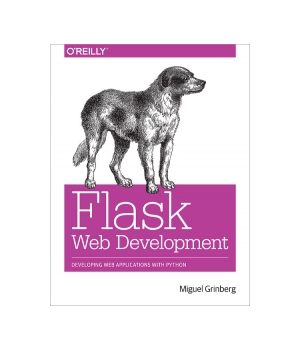 O'REILLY®
Flask
Web Development
DEVELOPING WEB APPLICATIONS WITH PYTHON
Miguel Grinberg